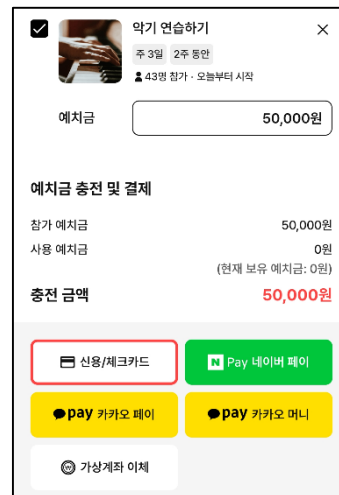 악기 연습하기
주 3일 2주 동안
43명 참가 · 오늘부터 시작
예치금 50,000원
예치금 충전 및 결제
참가 예치금 50,000원
사용 예치금 0원
(현재 보유 예치금: 0원)
충전 금액 50,000원
신용/체크카드 N Pay 네이버 페이
pay 카카오 페이 pay 카카오 머니
가상계좌 이체